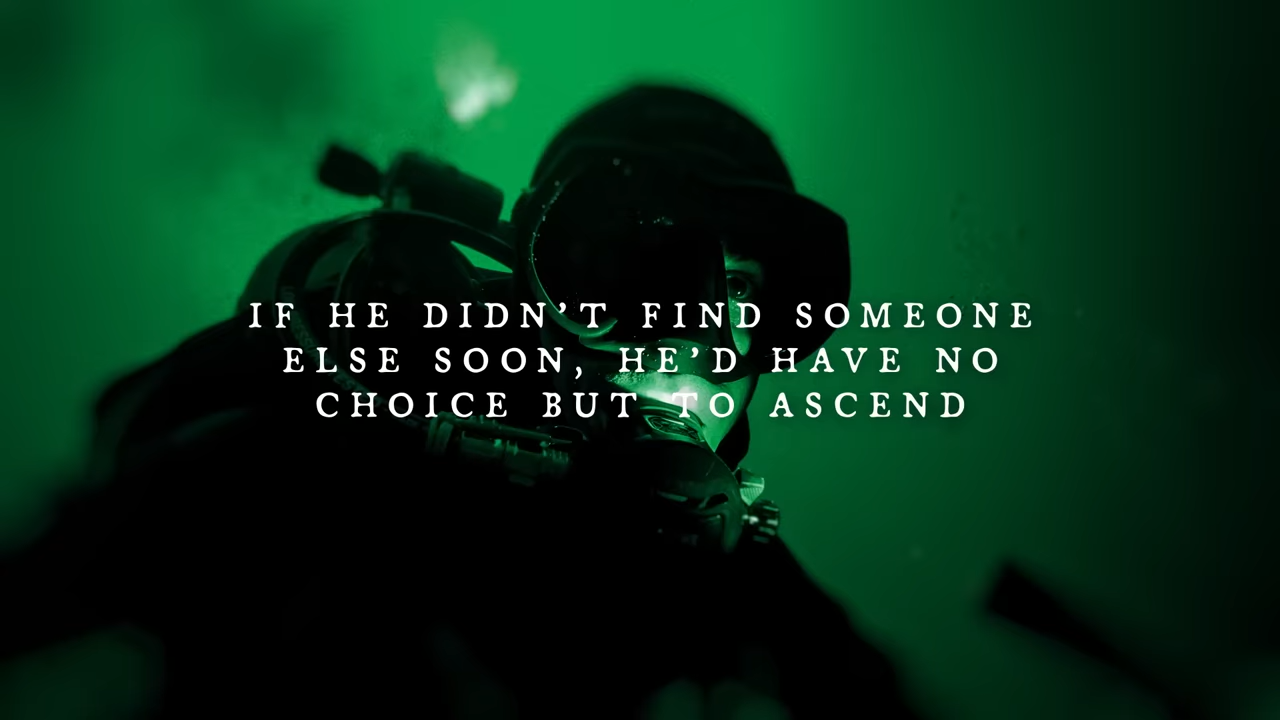 IF HE DIDN’T FIND SOMEONE
ELSE SOON, HE’D HAVE NO
CHOICE BUT TO ASCEND